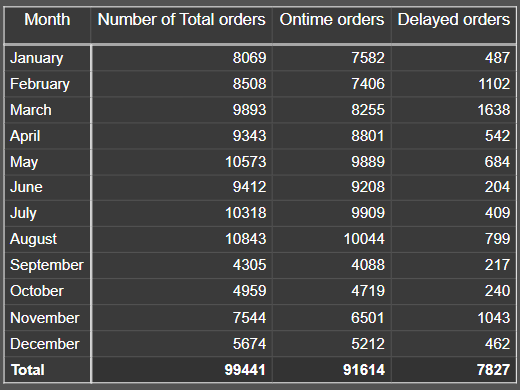 Month Number of Total orders Ontime orders Delayed orders
January 8069 7582 487
February 8508 7406 1102
March 9893 8255 1638
April 9343 8801 542
May 10573 9889 684
June 9412 9208 204
July 10318 9909 409
August 10843 10044 799
September 4305 4088 217
October 4959 4719 240
November 7544 6501 1043
December 5674 5212 462
Total 99441 91614 7827